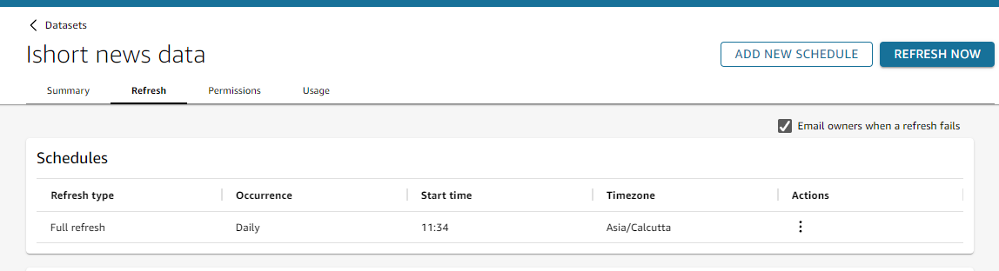 Datasets
Ishort news data
ADD NEW SCHEDULE
REFRESH NOW
Summary Refresh Permissions Usage
Email owners when a refresh fails
Schedules
Refresh type Occurrence Start time Timezone Actions
Full refresh Daily 11:34 Asia/Calcutta